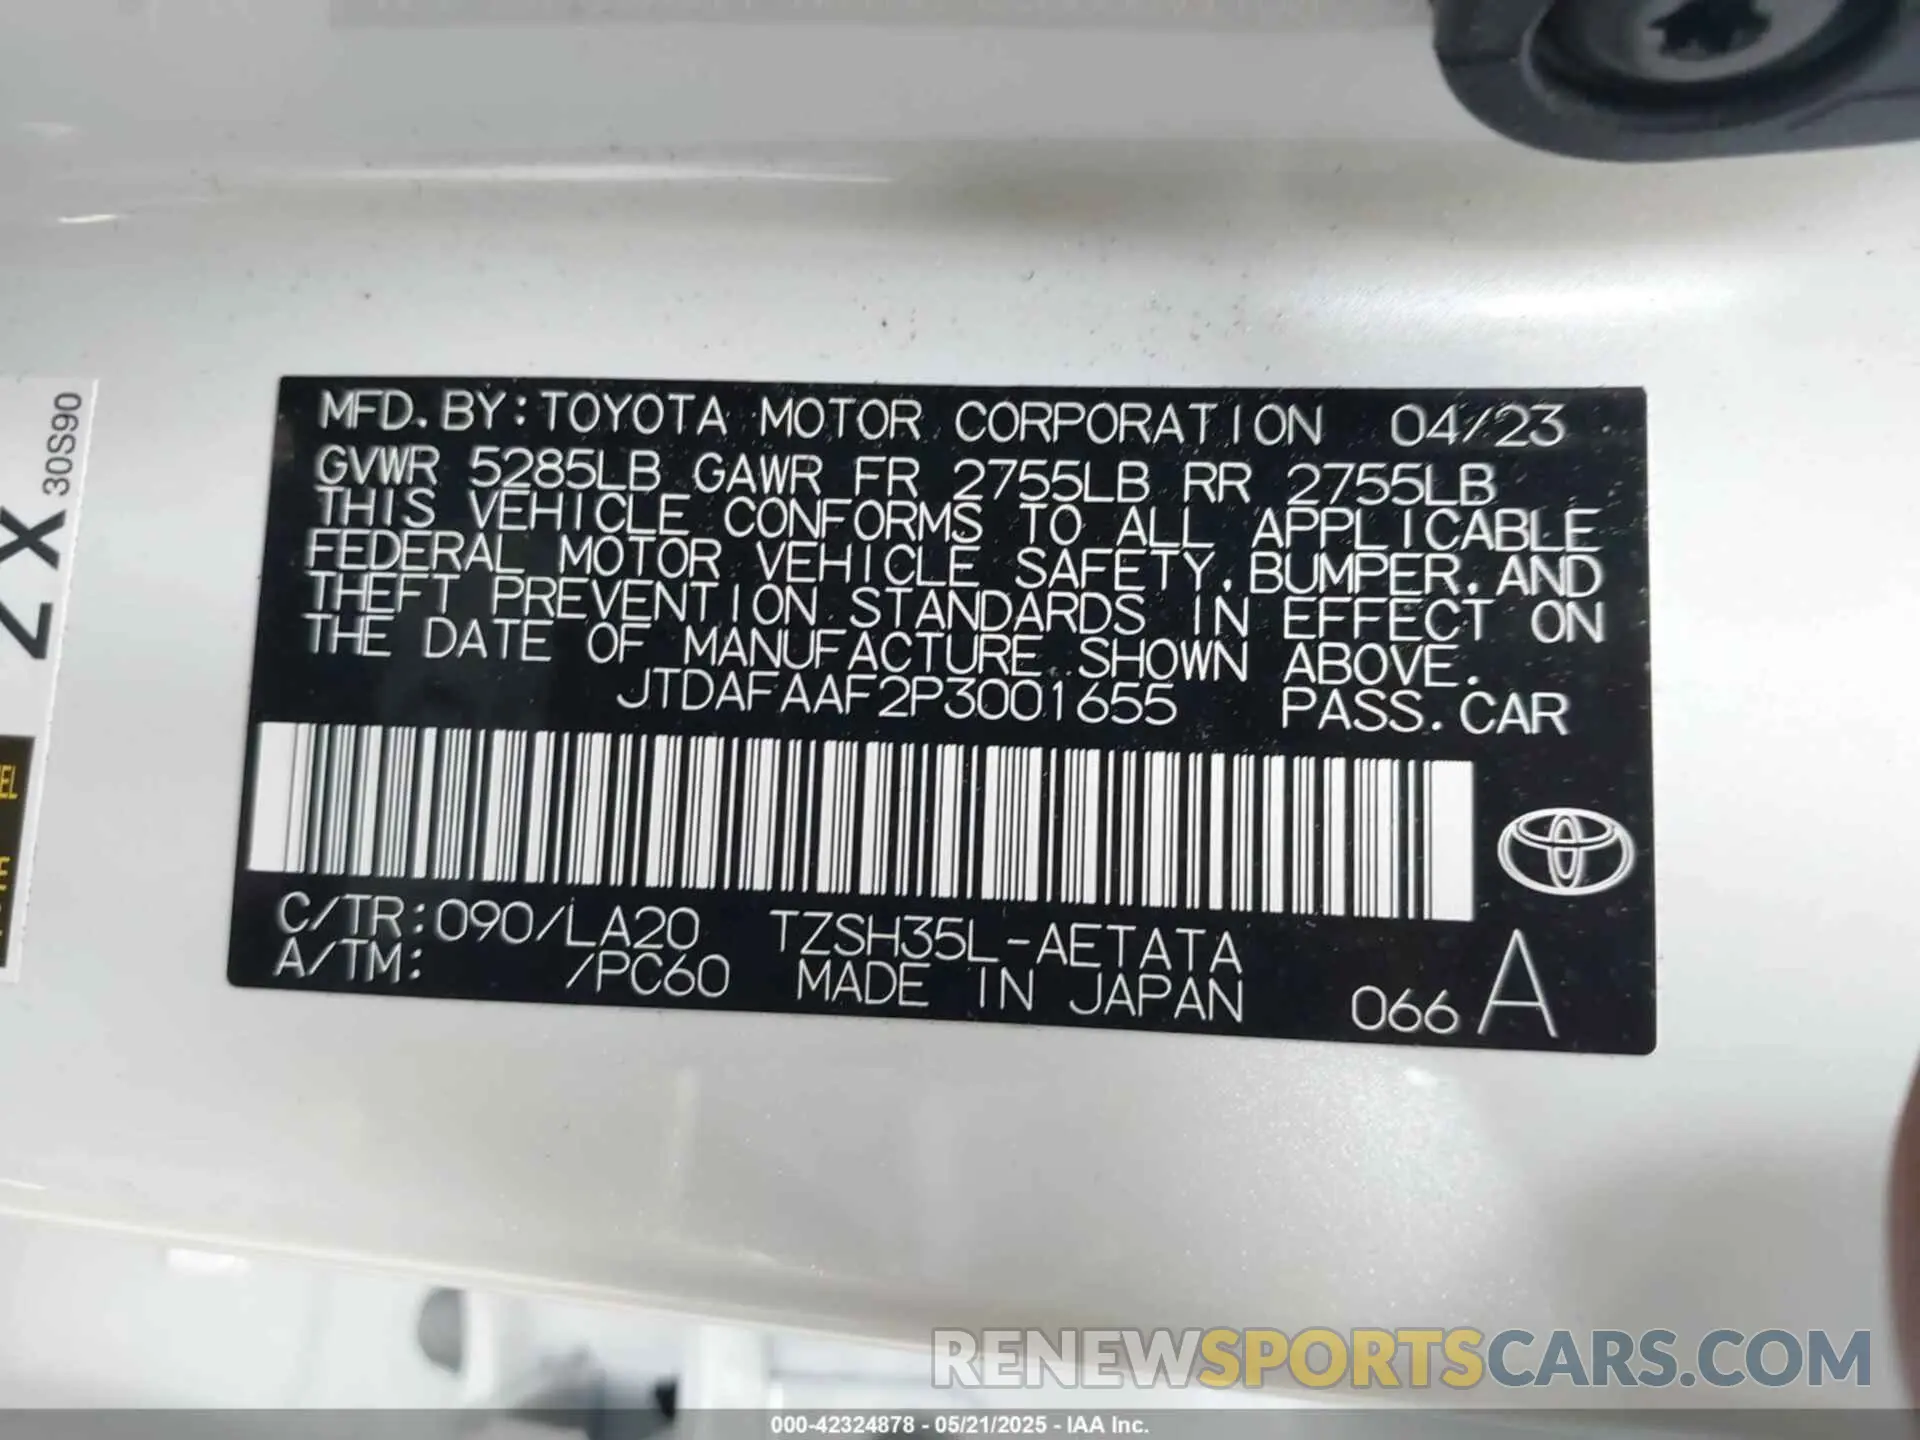 MFD. BY: TOYOTA MOTOR CORPORATION 04/23
GVWR 5285LB GAWR FR 2755LB RR 2755LB
THIS VEHICLE CONFORMS TO ALL APPLICABLE
FEDERAL MOTOR VEHICLE SAFETY, BUMPER, AND
THEFT PREVENTION STANDARDS IN EFFECT ON
THE DATE OF MANUFACTURE SHOWN ABOVE.
JTDAFAAF2P3001655 PASS. CAR
C/TR: 090/LA20 TZSH35L-AETATA
A/TM: /PC60 MADE IN JAPAN 066 A
ZX
30S90
RENEWSPORTSCARS.COM
000-42324878 - 05/21/2025 - IAA Inc.